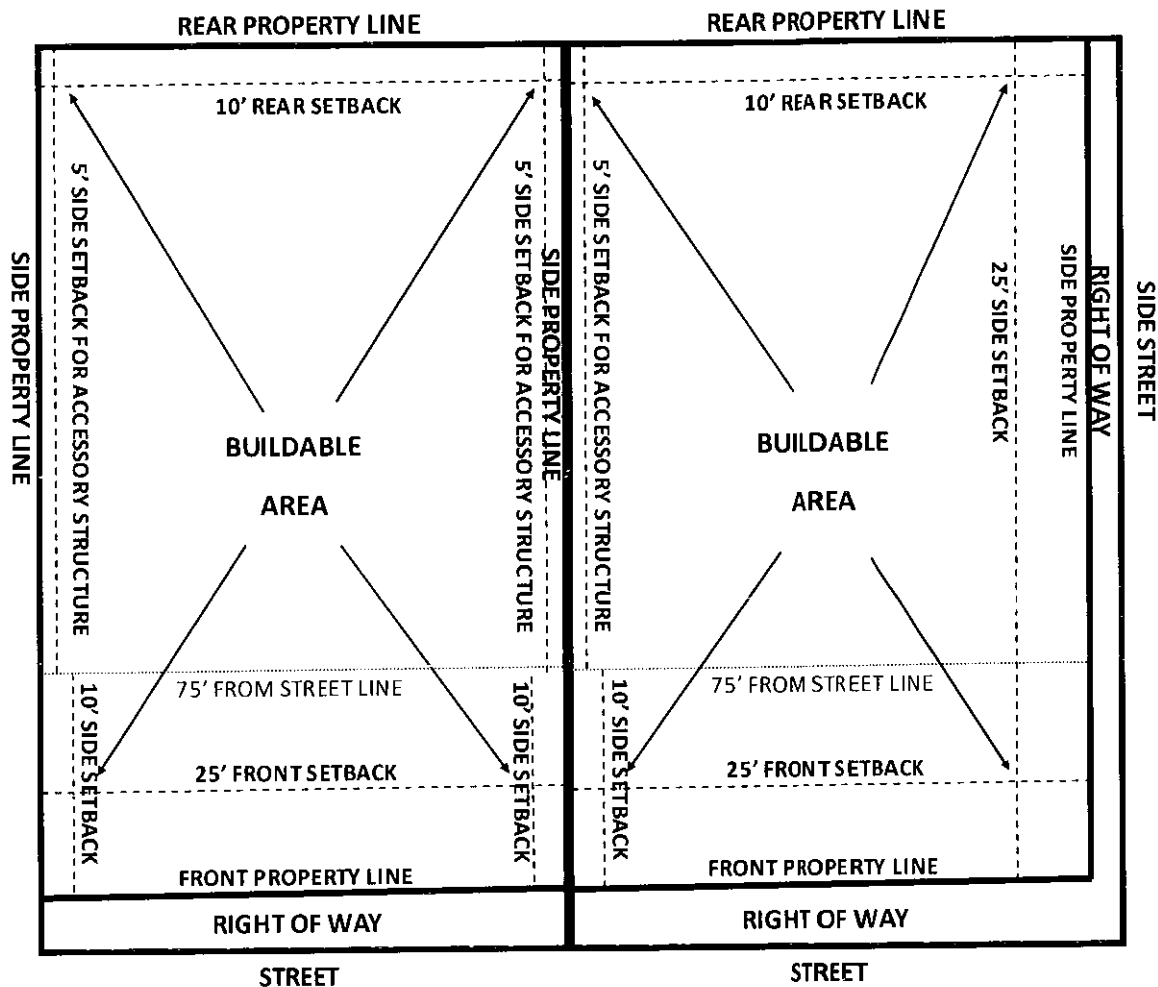 REAR PROPERTY LINE
REAR PROPERTY LINE
10' REAR SETBACK
10' REAR SETBACK
SIDE PROPERTY LINE
5' SIDE SETBACK FOR ACCESSORY STRUCTURE
5' SIDE SETBACK FOR ACCESSORY STRUCTURE
SIDE PROPERTY LINE
5' SIDE SETBACK FOR ACCESSORY STRUCTURE
25' SIDE SETBACK
SIDE PROPERTY LINE
RIGHT OF WAY
SIDE STREET
BUILDABLE
AREA
BUILDABLE
AREA
75' FROM STREET LINE
75' FROM STREET LINE
10' SIDE SETBACK
10' SIDE SETBACK
10' SIDE SETBACK
25' FRONT SETBACK
25' FRONT SETBACK
FRONT PROPERTY LINE
FRONT PROPERTY LINE
RIGHT OF WAY
RIGHT OF WAY
STREET
STREET